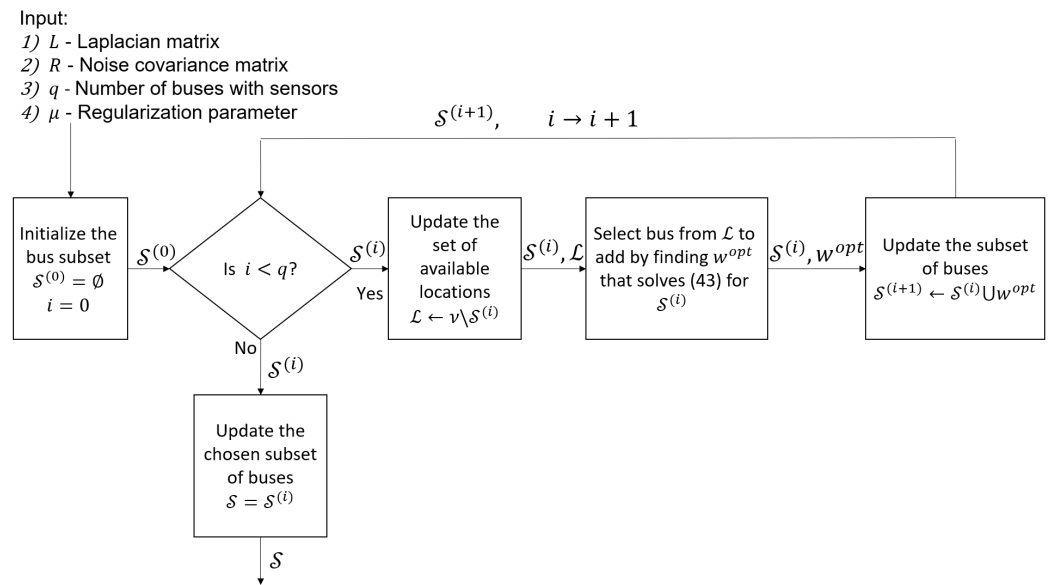 Input:
1) L - Laplacian matrix
2) R - Noise covariance matrix
3) q - Number of buses with sensors
4) μ - Regularization parameter
𝒮^(i+1), i → i + 1
Initialize the
bus subset
𝒮^(0) = ∅
i = 0
𝒮^(0)
Is i < q?
𝒮^(i)
Yes
Update the
set of
available
locations
ℒ ← ν\𝒮^(i)
𝒮^(i), ℒ
Select bus from ℒ to
add by finding w^opt
that solves (43) for
𝒮^(i)
𝒮^(i), w^opt
Update the subset
of buses
𝒮^(i+1) ← 𝒮^(i)⋃w^opt
No
𝒮^(i)
Update the
chosen subset
of buses
𝒮 = 𝒮^(i)
𝒮